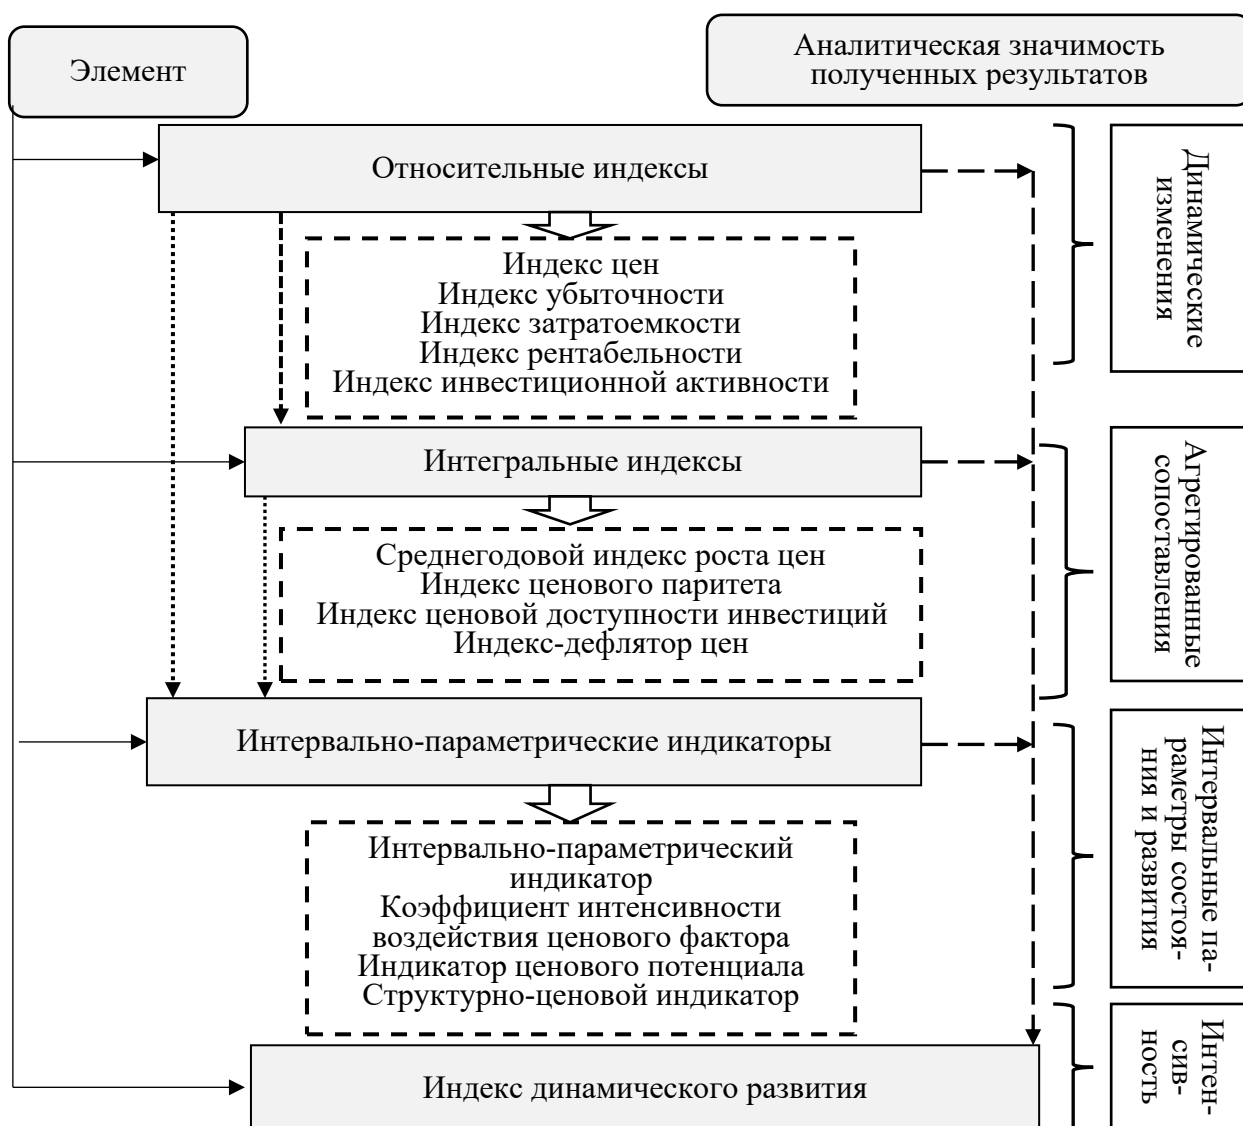 Элемент
Аналитическая значимость
полученных результатов
Относительные индексы
Динамические
изменения
Индекс цен
Индекс убыточности
Индекс затратоемкости
Индекс рентабельности
Индекс инвестиционной активности
Интегральные индексы
Агрегированные
сопоставления
Среднегодовой индекс роста цен
Индекс ценового паритета
Индекс ценовой доступности инвестиций
Индекс-дефлятор цен
Интервально-параметрические индикаторы
Интервальные па-
раметры состоя-
ния и развития
Интервально-параметрический
индикатор
Коэффициент интенсивности
воздействия ценового фактора
Индикатор ценового потенциала
Структурно-ценовой индикатор
Индекс динамического развития
Интен-
сив-
ность